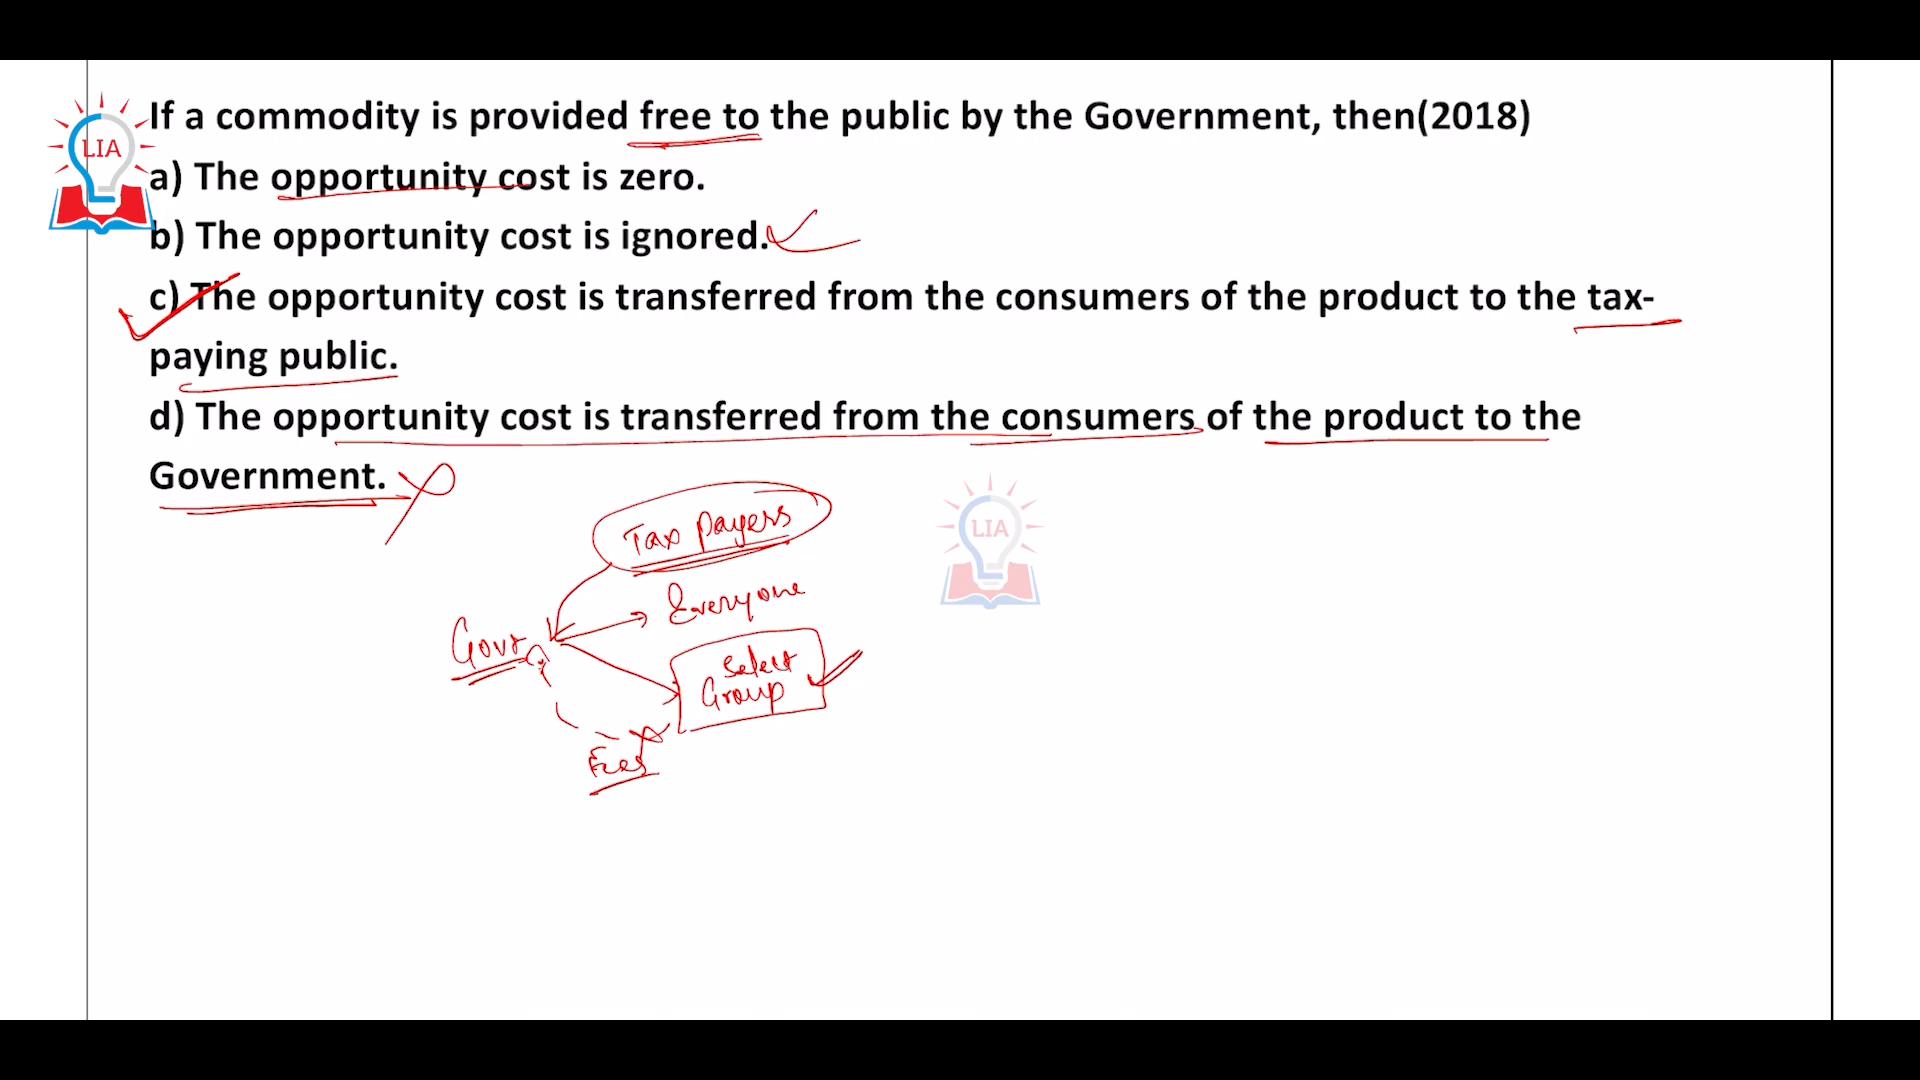 If a commodity is provided free to the public by the Government, then(2018)
LIA
a) The opportunity cost is zero.
b) The opportunity cost is ignored.
c) The opportunity cost is transferred from the consumers of the product to the tax-
paying public.
d) The opportunity cost is transferred from the consumers of the product to the
Government.
Tax payers
LIA
Everyone
Govt
Select
Group
Fees